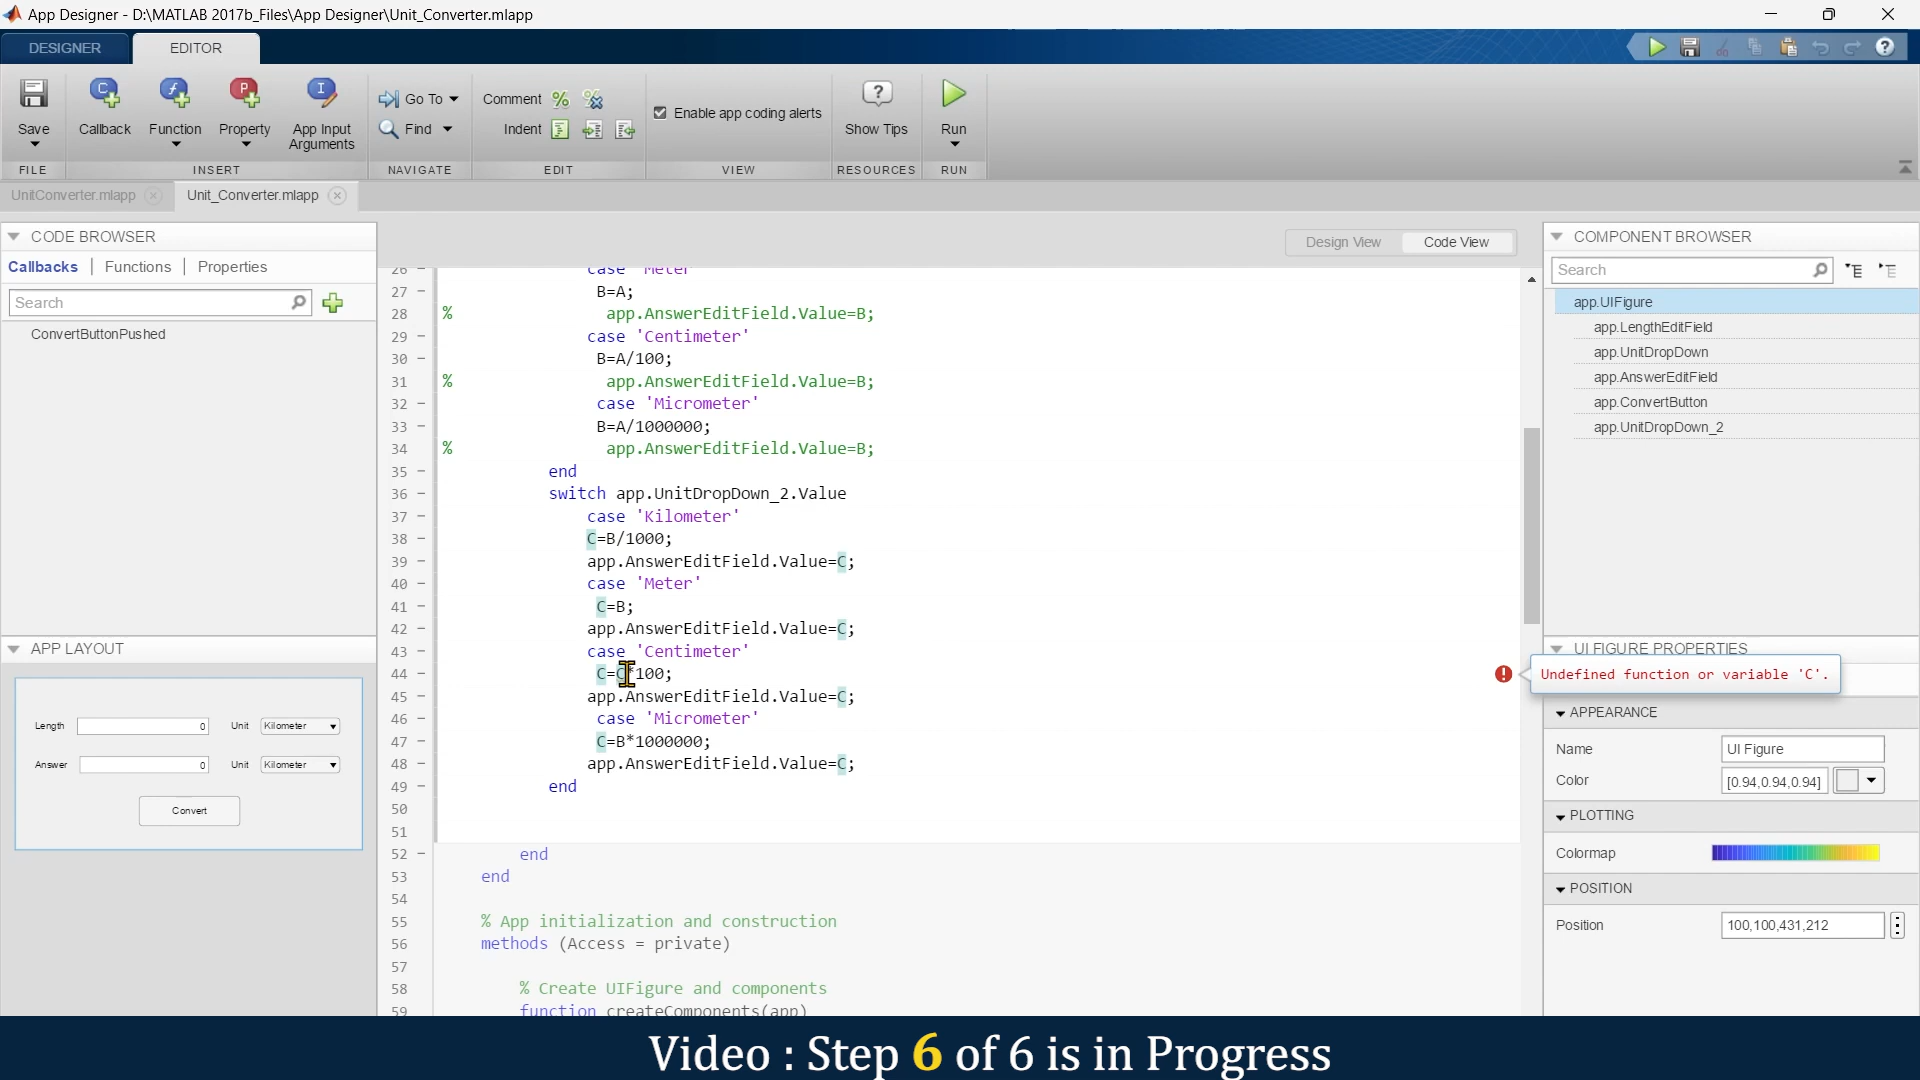 App Designer - D:\MATLAB 2017b_Files\App Designer\Unit_Converter.mlapp
DESIGNER
EDITOR
Save
Callback
Function
Property
App Input
Arguments
Go To
Find
Comment
Indent
Enable app coding alerts
Show Tips
Run
FILE
INSERT
NAVIGATE
EDIT
VIEW
RESOURCES
RUN
UnitConverter.mlapp
Unit_Converter.mlapp
CODE BROWSER
Callbacks
Functions
Properties
Search
ConvertButtonPushed
APP LAYOUT
Length 0 Unit Kilometer
Answer 0 Unit Kilometer
Convert
Design View
Code View
26 - case 'Meter'
27 - B=A;
28 % app.AnswerEditField.Value=B;
29 - case 'Centimeter'
30 - B=A/100;
31 % app.AnswerEditField.Value=B;
32 - case 'Micrometer'
33 - B=A/1000000;
34 % app.AnswerEditField.Value=B;
35 - end
36 - switch app.UnitDropDown_2.Value
37 - case 'Kilometer'
38 - C=B/1000;
39 - app.AnswerEditField.Value=C;
40 - case 'Meter'
41 - C=B;
42 - app.AnswerEditField.Value=C;
43 - case 'Centimeter'
44 - C=C*100;
45 - app.AnswerEditField.Value=C;
46 - case 'Micrometer'
47 - C=B*1000000;
48 - app.AnswerEditField.Value=C;
49 - end
50
51
52 - end
53 end
54
55 % App initialization and construction
56 methods (Access = private)
57
58 % Create UIFigure and components
59 function createComponents(app)
COMPONENT BROWSER
Search
app.UIFigure
app.LengthEditField
app.UnitDropDown
app.AnswerEditField
app.ConvertButton
app.UnitDropDown_2
UI FIGURE PROPERTIES
Undefined function or variable 'C'.
APPEARANCE
Name UI Figure
Color [0.94,0.94,0.94]
PLOTTING
Colormap
POSITION
Position 100,100,431,212
Video : Step 6 of 6 is in Progress